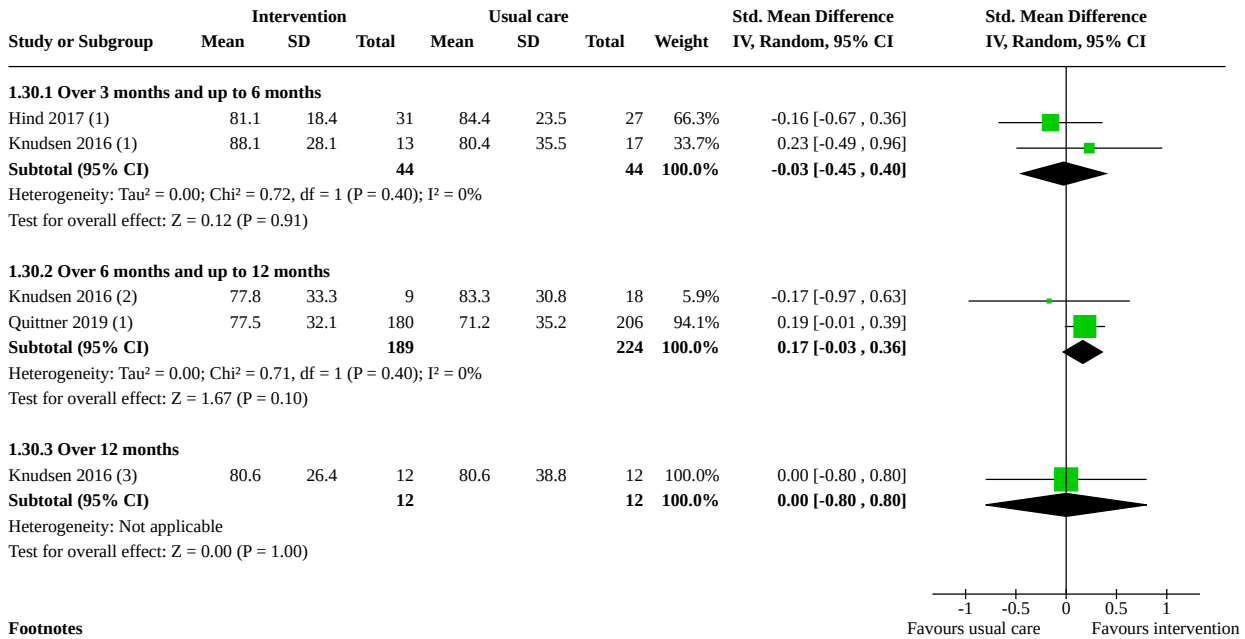 Intervention Usual care Std. Mean Difference Std. Mean Difference
Study or Subgroup Mean SD Total Mean SD Total Weight IV, Random, 95% CI IV, Random, 95% CI
1.30.1 Over 3 months and up to 6 months
Hind 2017 (1) 81.1 18.4 31 84.4 23.5 27 66.3% -0.16 [-0.67 , 0.36]
Knudsen 2016 (1) 88.1 28.1 13 80.4 35.5 17 33.7% 0.23 [-0.49 , 0.96]
Subtotal (95% CI) 44 44 100.0% -0.03 [-0.45 , 0.40]
Heterogeneity: Tau² = 0.00; Chi² = 0.72, df = 1 (P = 0.40); I² = 0%
Test for overall effect: Z = 0.12 (P = 0.91)
1.30.2 Over 6 months and up to 12 months
Knudsen 2016 (2) 77.8 33.3 9 83.3 30.8 18 5.9% -0.17 [-0.97 , 0.63]
Quittner 2019 (1) 77.5 32.1 180 71.2 35.2 206 94.1% 0.19 [-0.01 , 0.39]
Subtotal (95% CI) 189 224 100.0% 0.17 [-0.03 , 0.36]
Heterogeneity: Tau² = 0.00; Chi² = 0.71, df = 1 (P = 0.40); I² = 0%
Test for overall effect: Z = 1.67 (P = 0.10)
1.30.3 Over 12 months
Knudsen 2016 (3) 80.6 26.4 12 80.6 38.8 12 100.0% 0.00 [-0.80 , 0.80]
Subtotal (95% CI) 12 12 100.0% 0.00 [-0.80 , 0.80]
Heterogeneity: Not applicable
Test for overall effect: Z = 0.00 (P = 1.00)
-1 -0.5 0 0.5 1
Footnotes Favours usual care Favours intervention